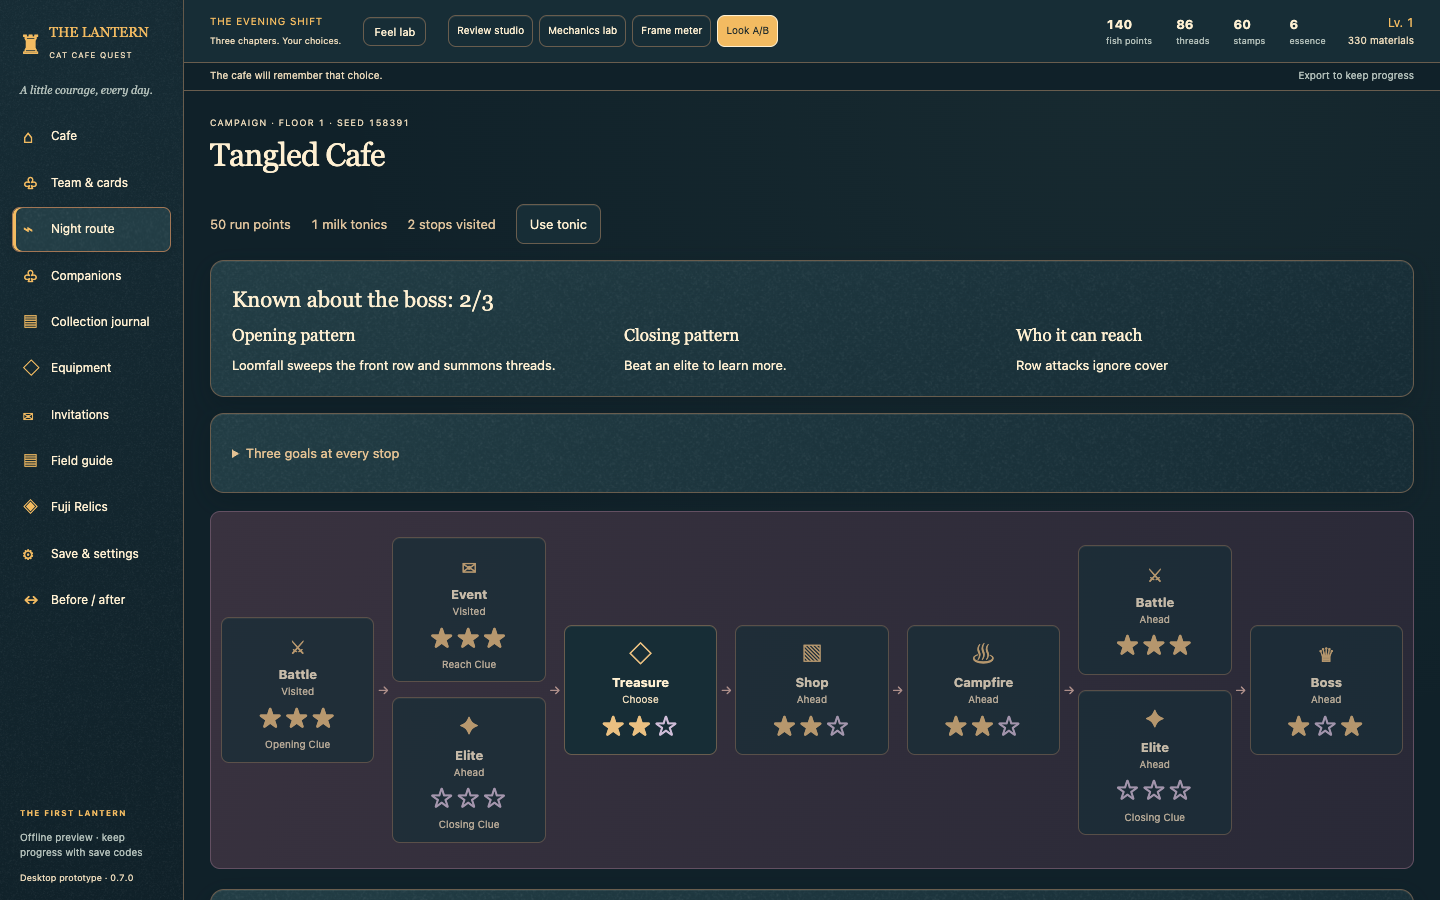 THE LANTERN
CAT CAFE QUEST
A little courage, every day.
Cafe
Team & cards
Night route
Companions
Collection journal
Equipment
Invitations
Field guide
Fuji Relics
Save & settings
Before / after
THE FIRST LANTERN
Offline preview · keep
progress with save codes
Desktop prototype · 0.7.0
THE EVENING SHIFT
Three chapters. Your choices.
Feel lab
Review studio
Mechanics lab
Frame meter
Look A/B
140
fish points
86
threads
60
stamps
6
essence
Lv. 1
330 materials
The cafe will remember that choice.
Export to keep progress
CAMPAIGN · FLOOR 1 · SEED 158391
Tangled Cafe
50 run points
1 milk tonics
2 stops visited
Use tonic
Known about the boss: 2/3
Opening pattern
Loomfall sweeps the front row and summons threads.
Closing pattern
Beat an elite to learn more.
Who it can reach
Row attacks ignore cover
Three goals at every stop
Battle
Visited
Opening Clue
Event
Visited
Reach Clue
Elite
Ahead
Closing Clue
Treasure
Choose
Shop
Ahead
Campfire
Ahead
Battle
Ahead
Elite
Ahead
Closing Clue
Boss
Ahead